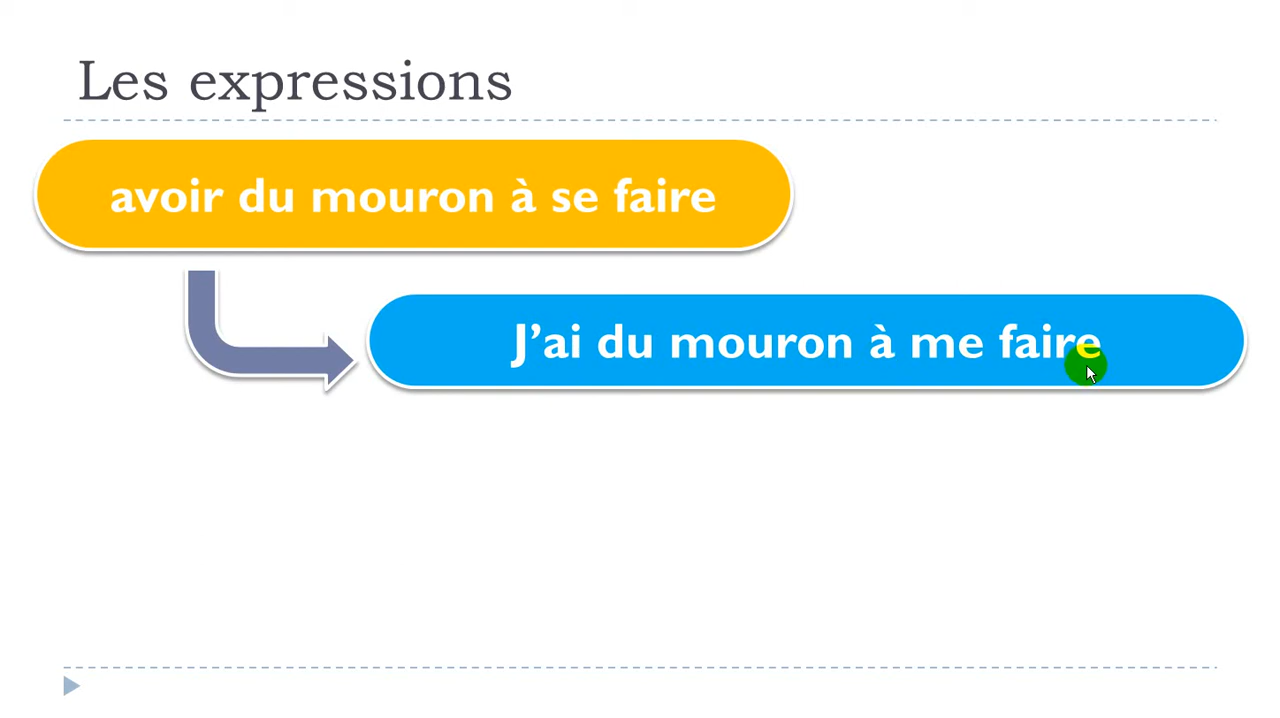 Les expressions
avoir du mouron à se faire
J’ai du mouron à me faire